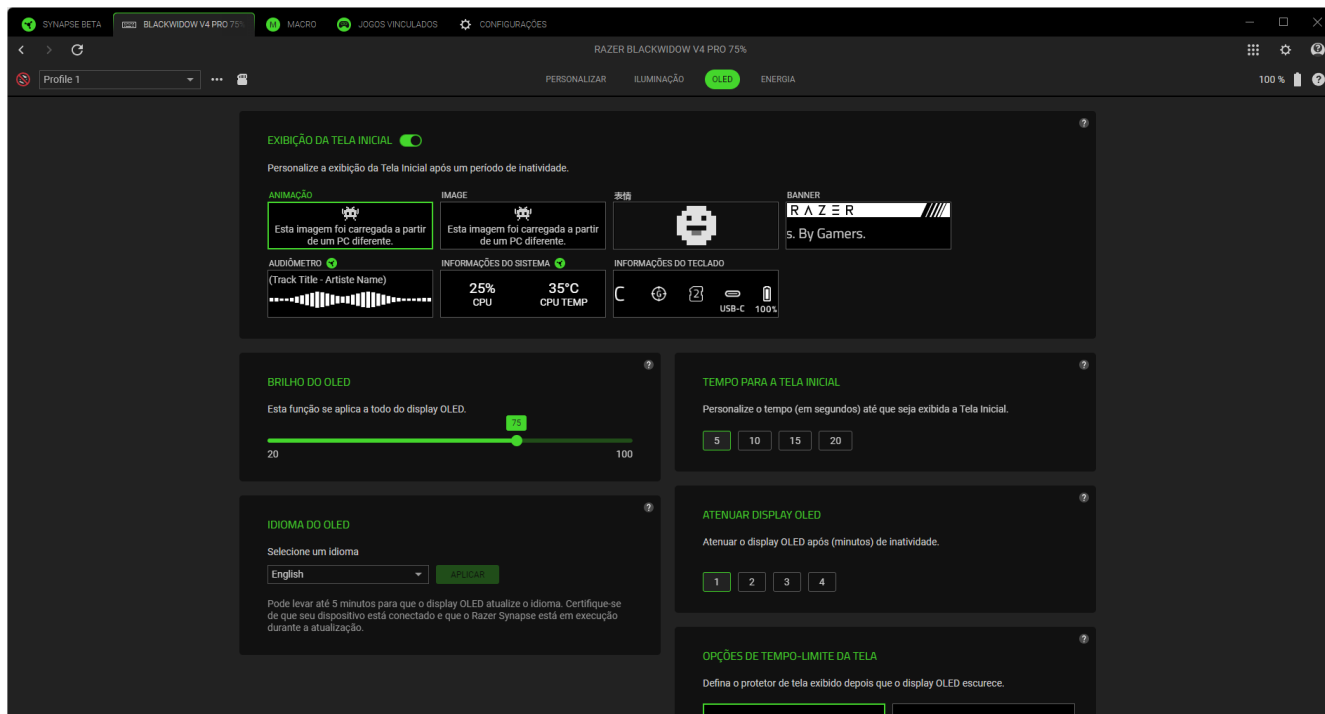 SYNAPSE BETA
BLACKWIDOW V4 PRO 75%
MACRO
JOGOS VINCULADOS
CONFIGURAÇÕES
RAZER BLACKWIDOW V4 PRO 75%
Profile 1
PERSONALIZAR
ILUMINAÇÃO
OLED
ENERGIA
100 %
EXIBIÇÃO DA TELA INICIAL
Personalize a exibição da Tela Inicial após um período de inatividade.
ANIMAÇÃO
Esta imagem foi carregada a partir
de um PC diferente.
IMAGE
Esta imagem foi carregada a partir
de um PC diferente.
表情
BANNER
RAZER
s. By Gamers.
AUDIÔMETRO
(Track Title - Artiste Name)
INFORMAÇÕES DO SISTEMA
25%
CPU
35°C
CPU TEMP
INFORMAÇÕES DO TECLADO
C
G
2
USB-C
100%
BRILHO DO OLED
Esta função se aplica a todo do display OLED.
75
20
100
TEMPO PARA A TELA INICIAL
Personalize o tempo (em segundos) até que seja exibida a Tela Inicial.
5
10
15
20
IDIOMA DO OLED
Selecione um idioma
English
APLICAR
Pode levar até 5 minutos para que o display OLED atualize o idioma. Certifique-se
de que seu dispositivo está conectado e que o Razer Synapse está em execução
durante a atualização.
ATENUAR DISPLAY OLED
Atenuar o display OLED após (minutos) de inatividade.
1
2
3
4
OPÇÕES DE TEMPO-LIMITE DA TELA
Defina o protetor de tela exibido depois que o display OLED escurece.